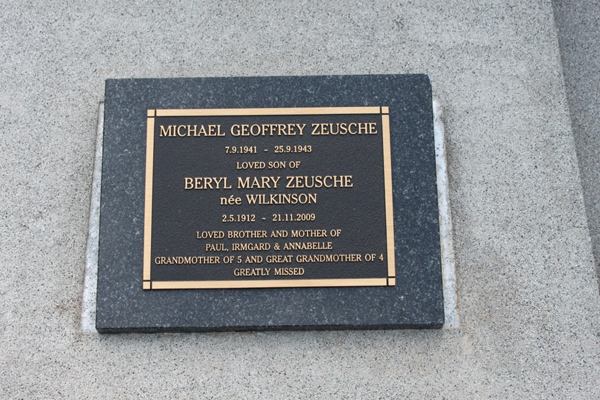 MICHAEL GEOFFREY ZEUSCHE
7.9.1941 - 25.9.1943
LOVED SON OF
BERYL MARY ZEUSCHE
née WILKINSON
2.5.1912 - 21.11.2009
LOVED BROTHER AND MOTHER OF
PAUL, IRMGARD & ANNABELLE
GRANDMOTHER OF 5 AND GREAT GRANDMOTHER OF 4
GREATLY MISSED